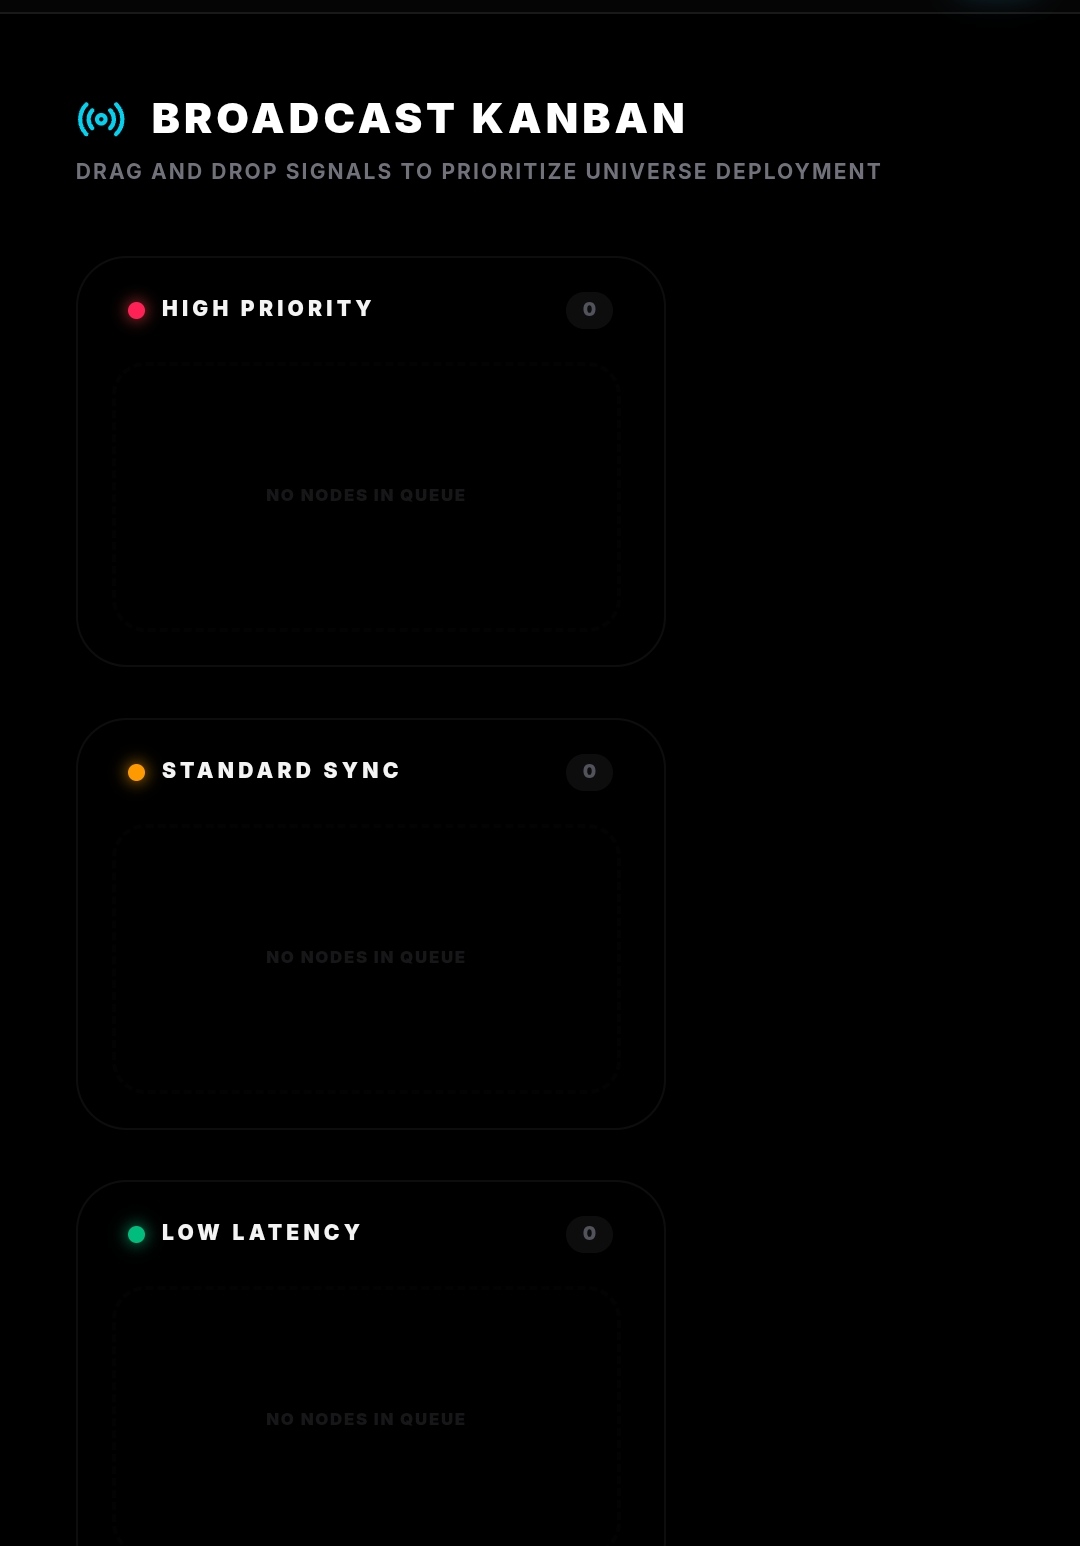 BROADCAST KANBAN
DRAG AND DROP SIGNALS TO PRIORITIZE UNIVERSE DEPLOYMENT
HIGH PRIORITY 0
NO NODES IN QUEUE
STANDARD SYNC 0
NO NODES IN QUEUE
LOW LATENCY 0
NO NODES IN QUEUE